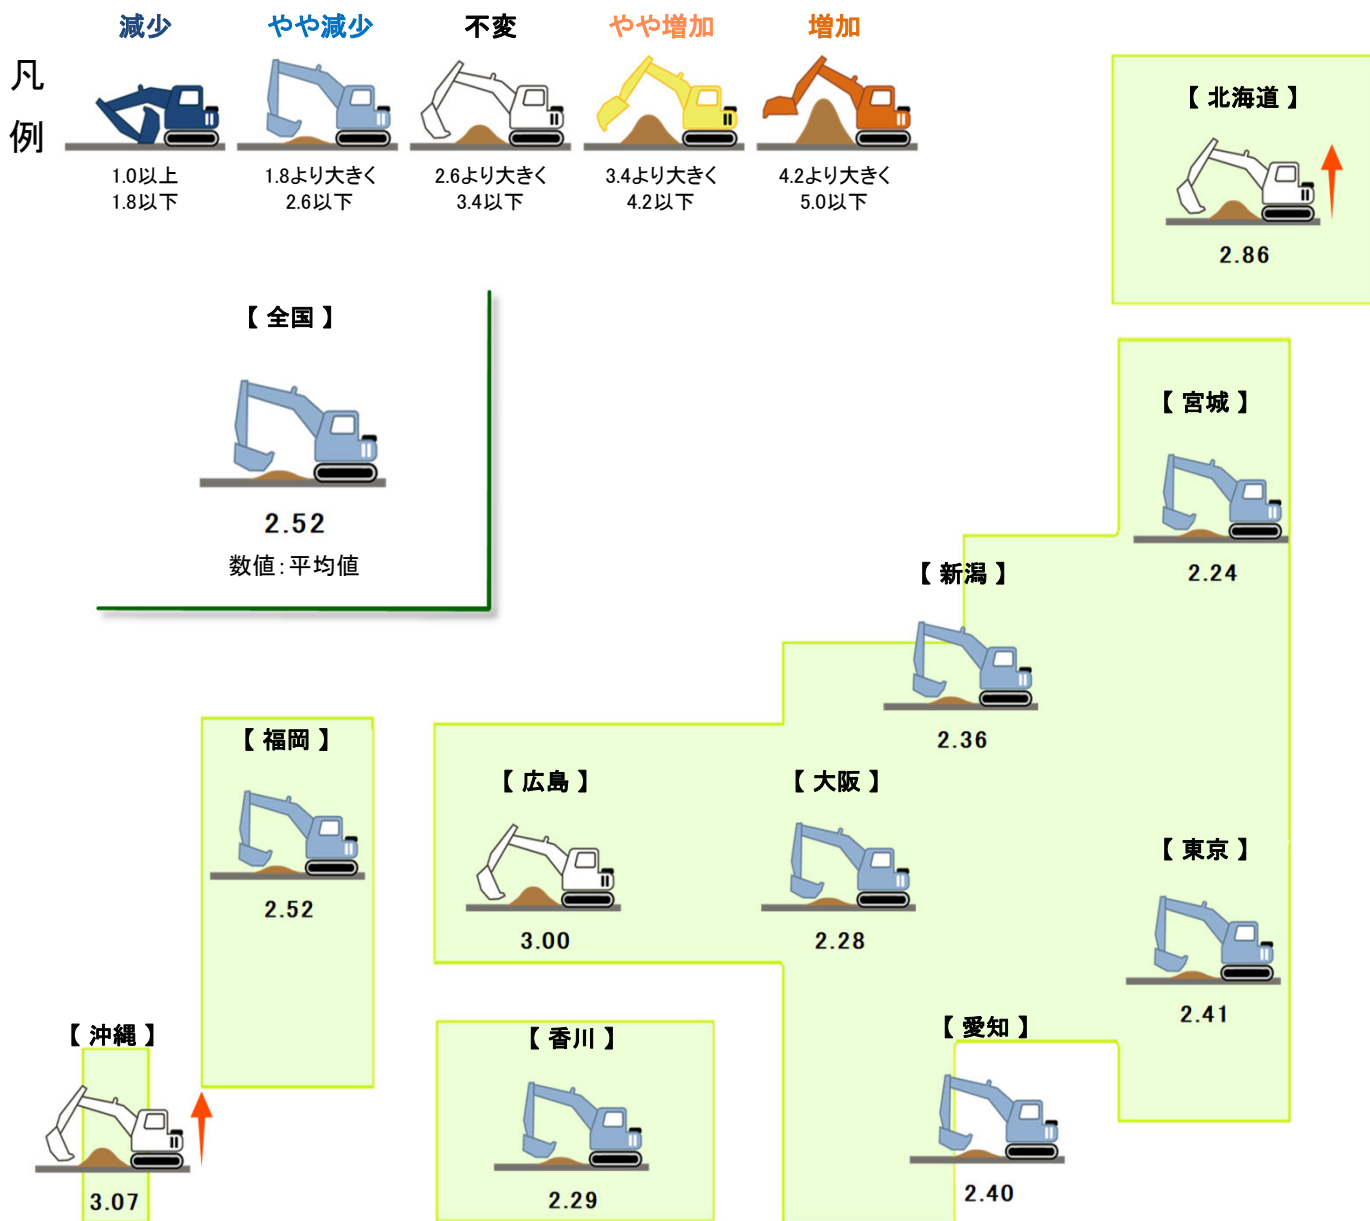 減少 やや減少 不変 やや増加 増加
凡
例
1.0以上 1.8より大きく 2.6より大きく 3.4より大きく 4.2より大きく
1.8以下 2.6以下 3.4以下 4.2以下 5.0以下
【 北海道 】
2.86
【 全国 】
2.52
数値:平均値
【 宮城 】
2.24
【 新潟 】
2.36
【 福岡 】
2.52
【 広島 】
3.00
【 大阪 】
2.28
【 東京 】
2.41
【 沖縄 】
3.07
【 香川 】
2.29
【 愛知 】
2.40